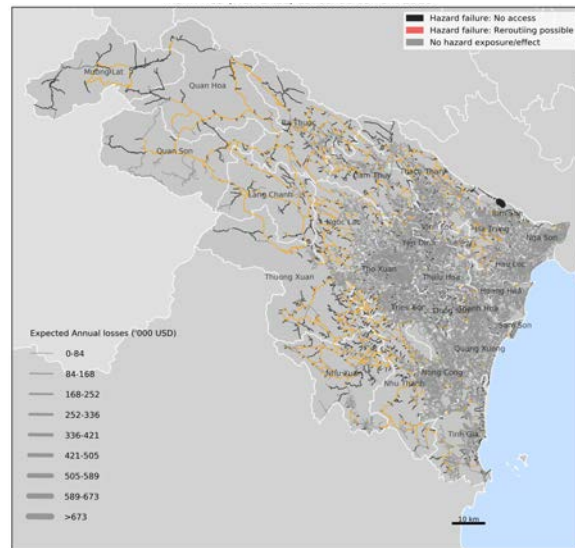 Hazard failure: No access
Hazard failure: Reroutiing possible
No hazard exposure/effect
Muong Lat
Quan Hoa
Ba Thuoc
Quan Son
Cam Thuy
Thach Thanh
Lang Chanh
Bim Son
Ngoc Lac
Vinh Loc
Ha Trung
Nga Son
Yen Dinh
Hau Loc
Tho Xuan
Thuong Xuan
Thieu Hoa
Hoang Hoa
Trieu Son
Dong Son
Thanh Hoa
Sam Son
Quang Xuong
Nong Cong
Nhu Xuan
Nhu Thanh
Tinh Gia
Expected Annual losses ('000 USD)
0-84
84-168
168-252
252-336
336-421
421-505
505-589
589-673
>673
10 km